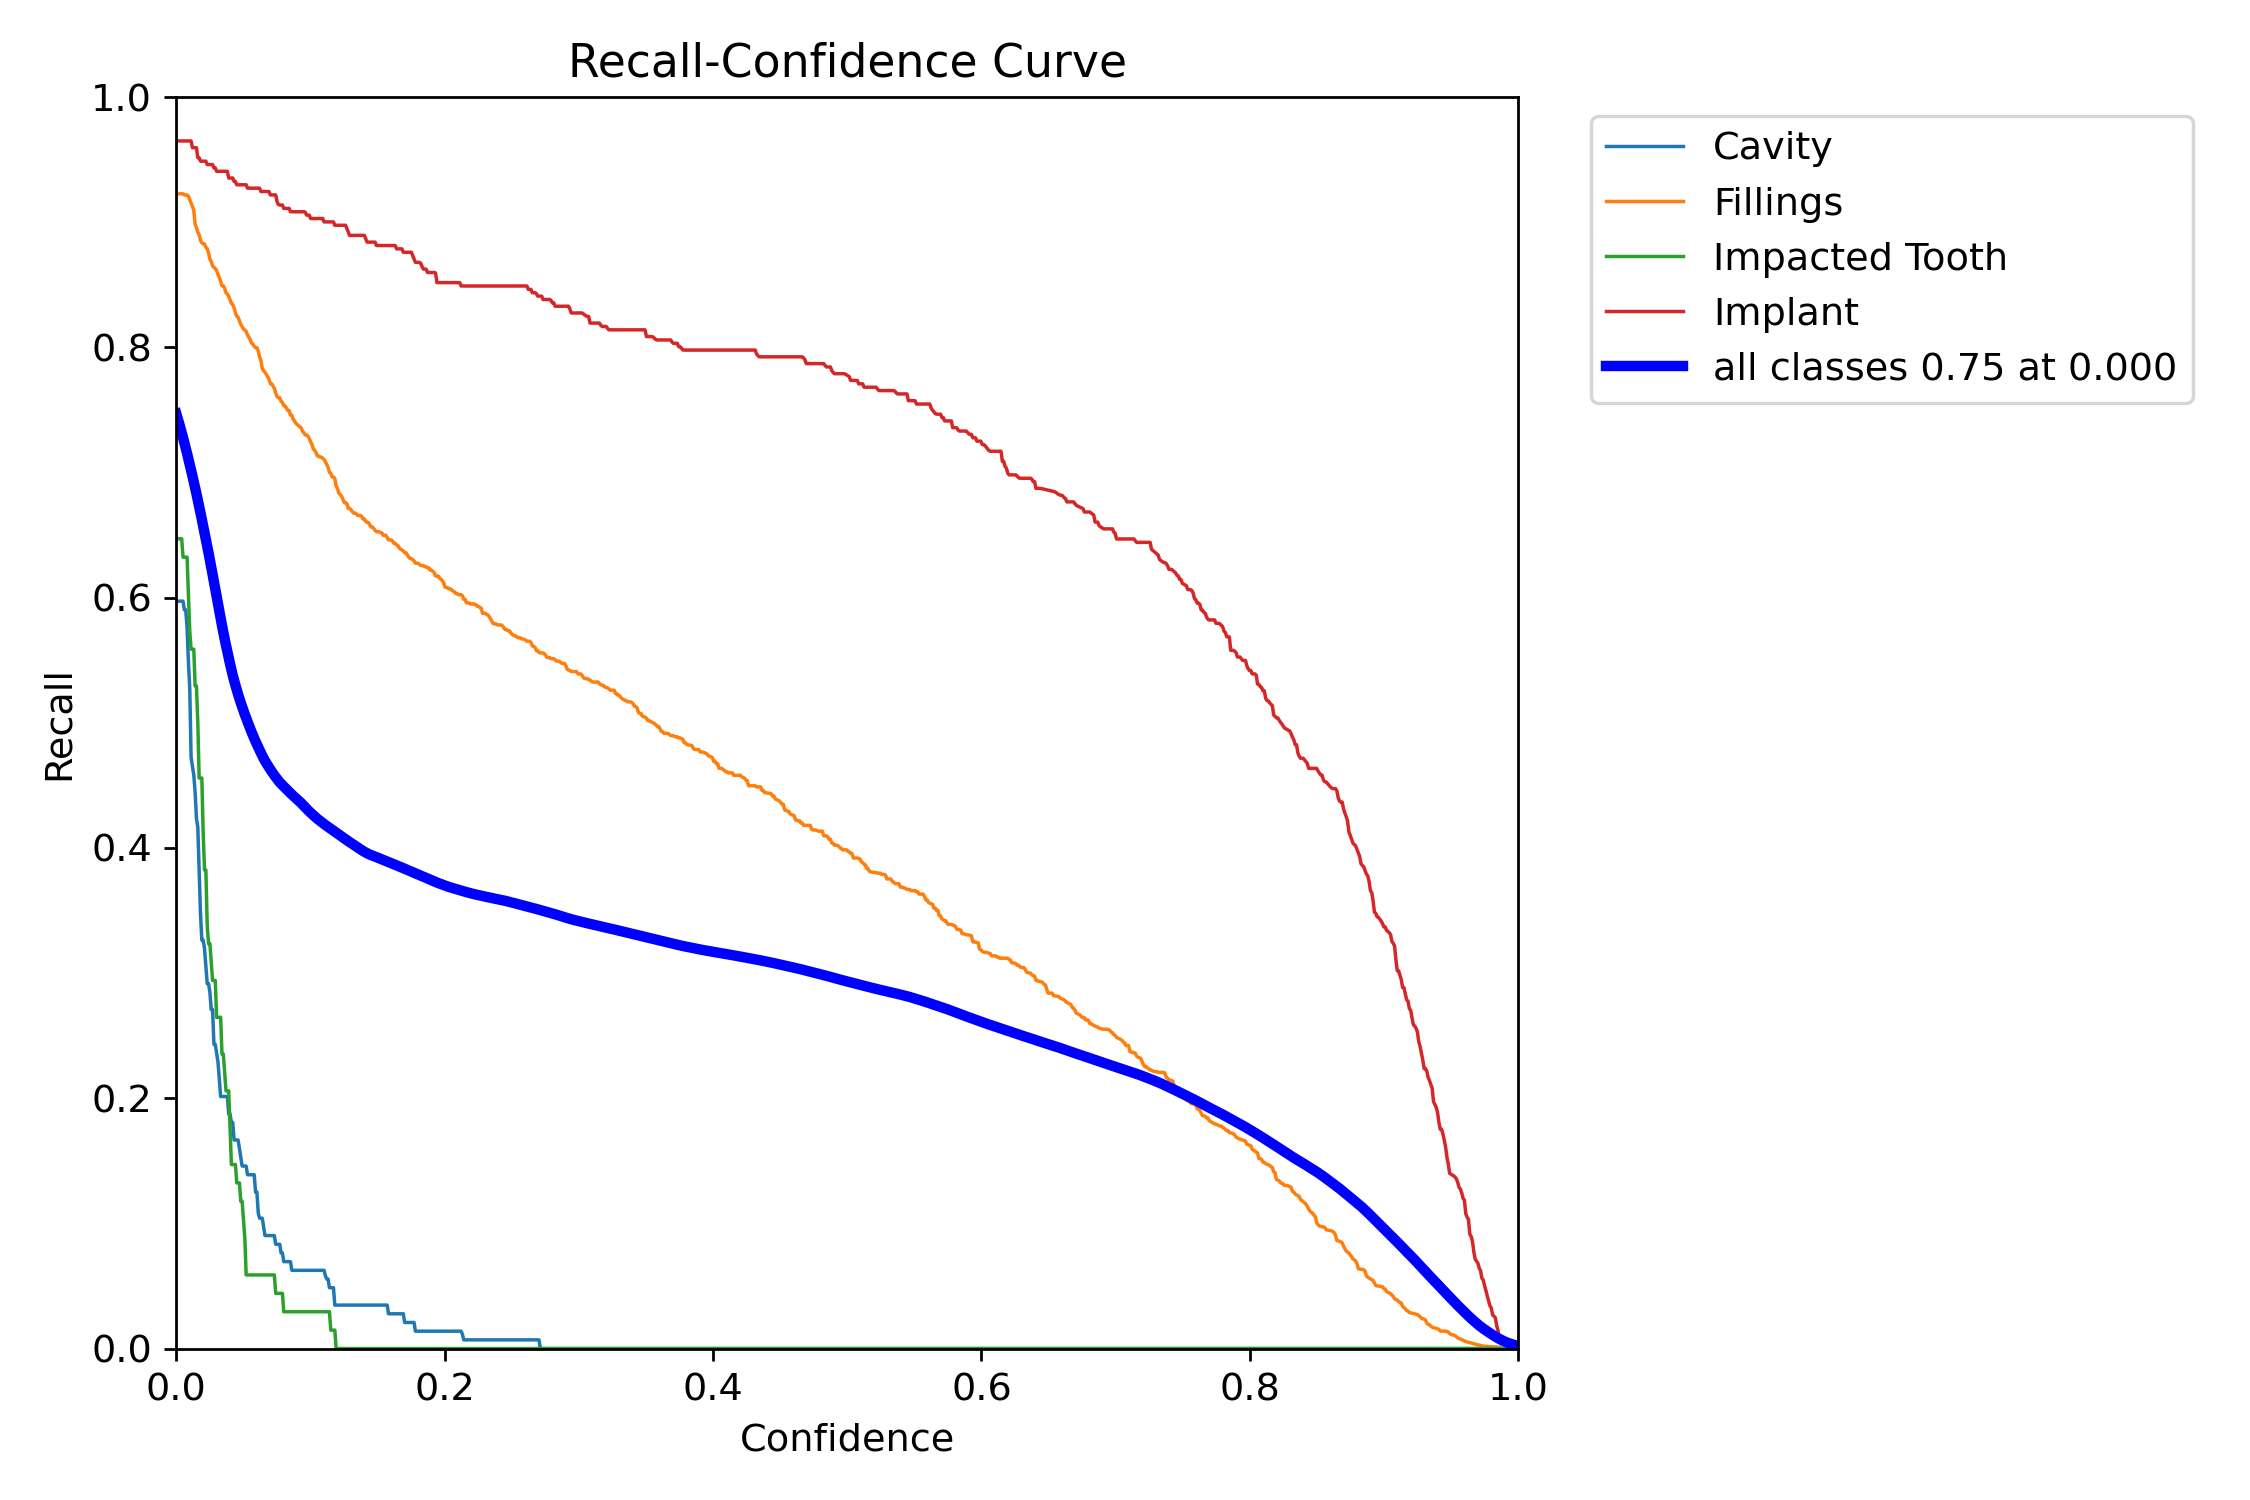 Recall-Confidence Curve
1.0
0.8
0.6
0.4
0.2
0.0
Recall
0.0 0.2 0.4 0.6 0.8 1.0
Confidence
Cavity
Fillings
Impacted Tooth
Implant
all classes 0.75 at 0.000